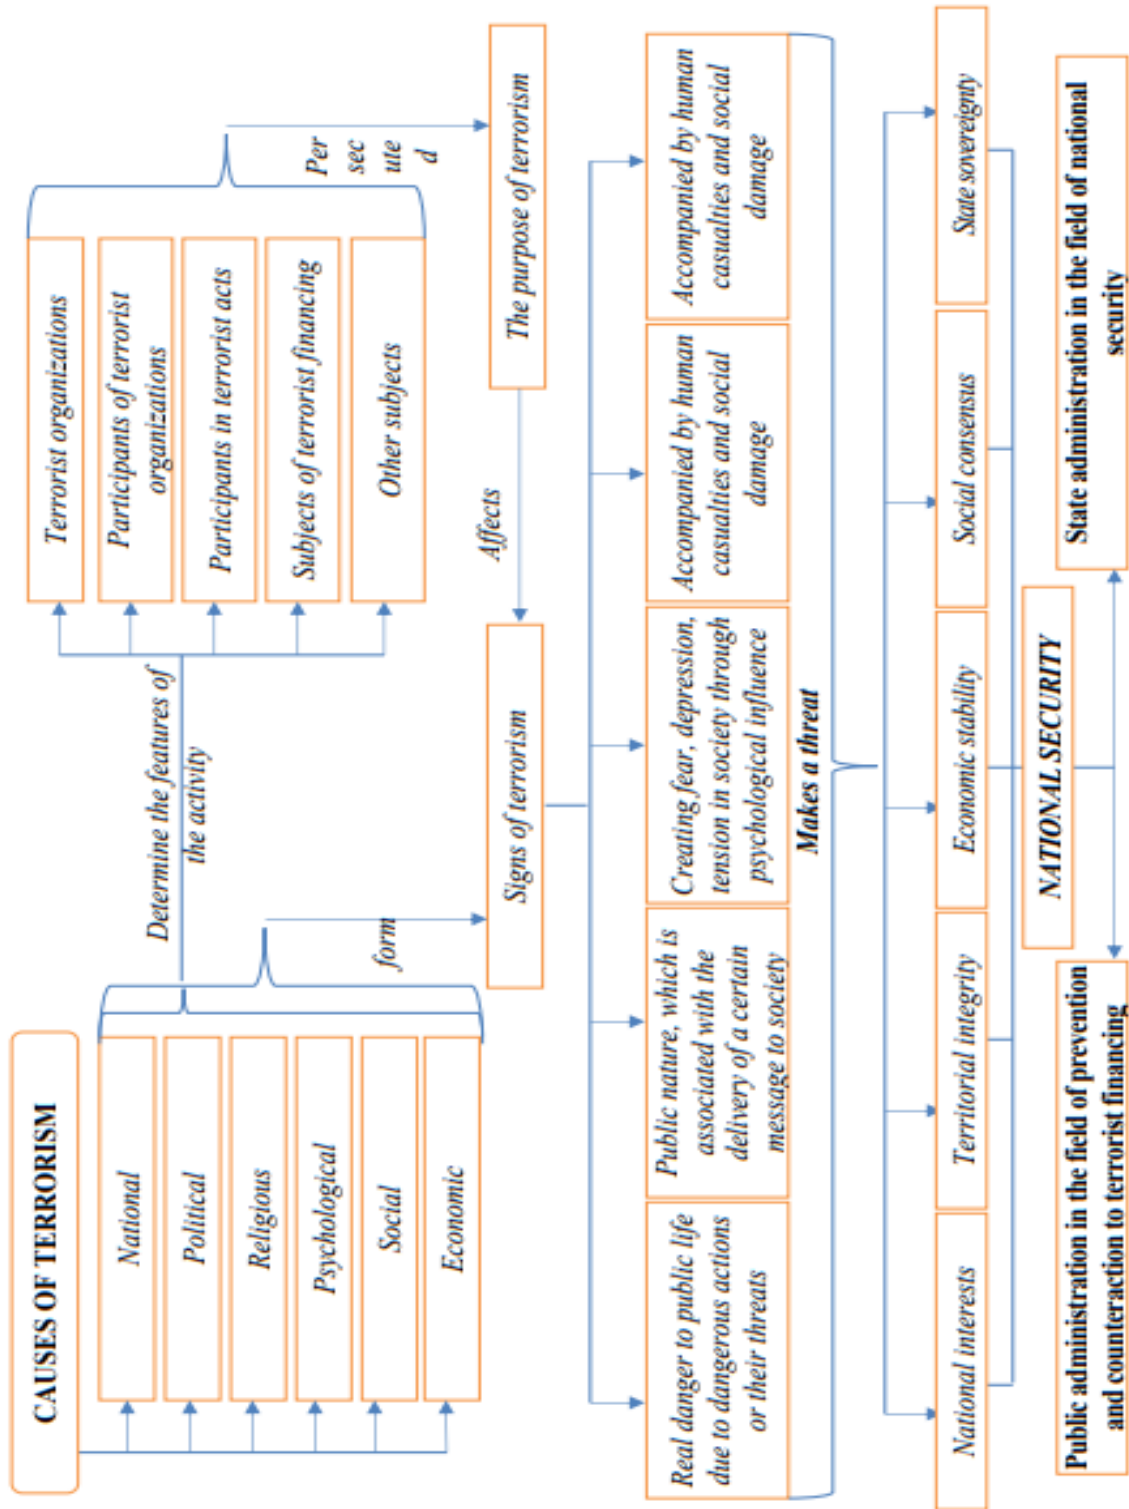 CAUSES OF TERRORISM
National
Political
Religious
Psychological
Social
Economic
Determine the features of
the activity
Terrorist organizations
Participants of terrorist
organizations
Participants in terrorist acts
Subjects of terrorist financing
Other subjects
form
Per
sec
ute
d
Signs of terrorism
Affects
The purpose of terrorism
Real danger to public life
due to dangerous actions
or their threats
Public nature, which is
associated with the
delivery of a certain
message to society
Creating fear, depression,
tension in society through
psychological influence
Accompanied by human
casualties and social
damage
Accompanied by human
casualties and social
damage
Makes a threat
National interests
Territorial integrity
Economic stability
Social consensus
State sovereignty
NATIONAL SECURITY
Public administration in the field of prevention
and counteraction to terrorist financing
State administration in the field of national
security